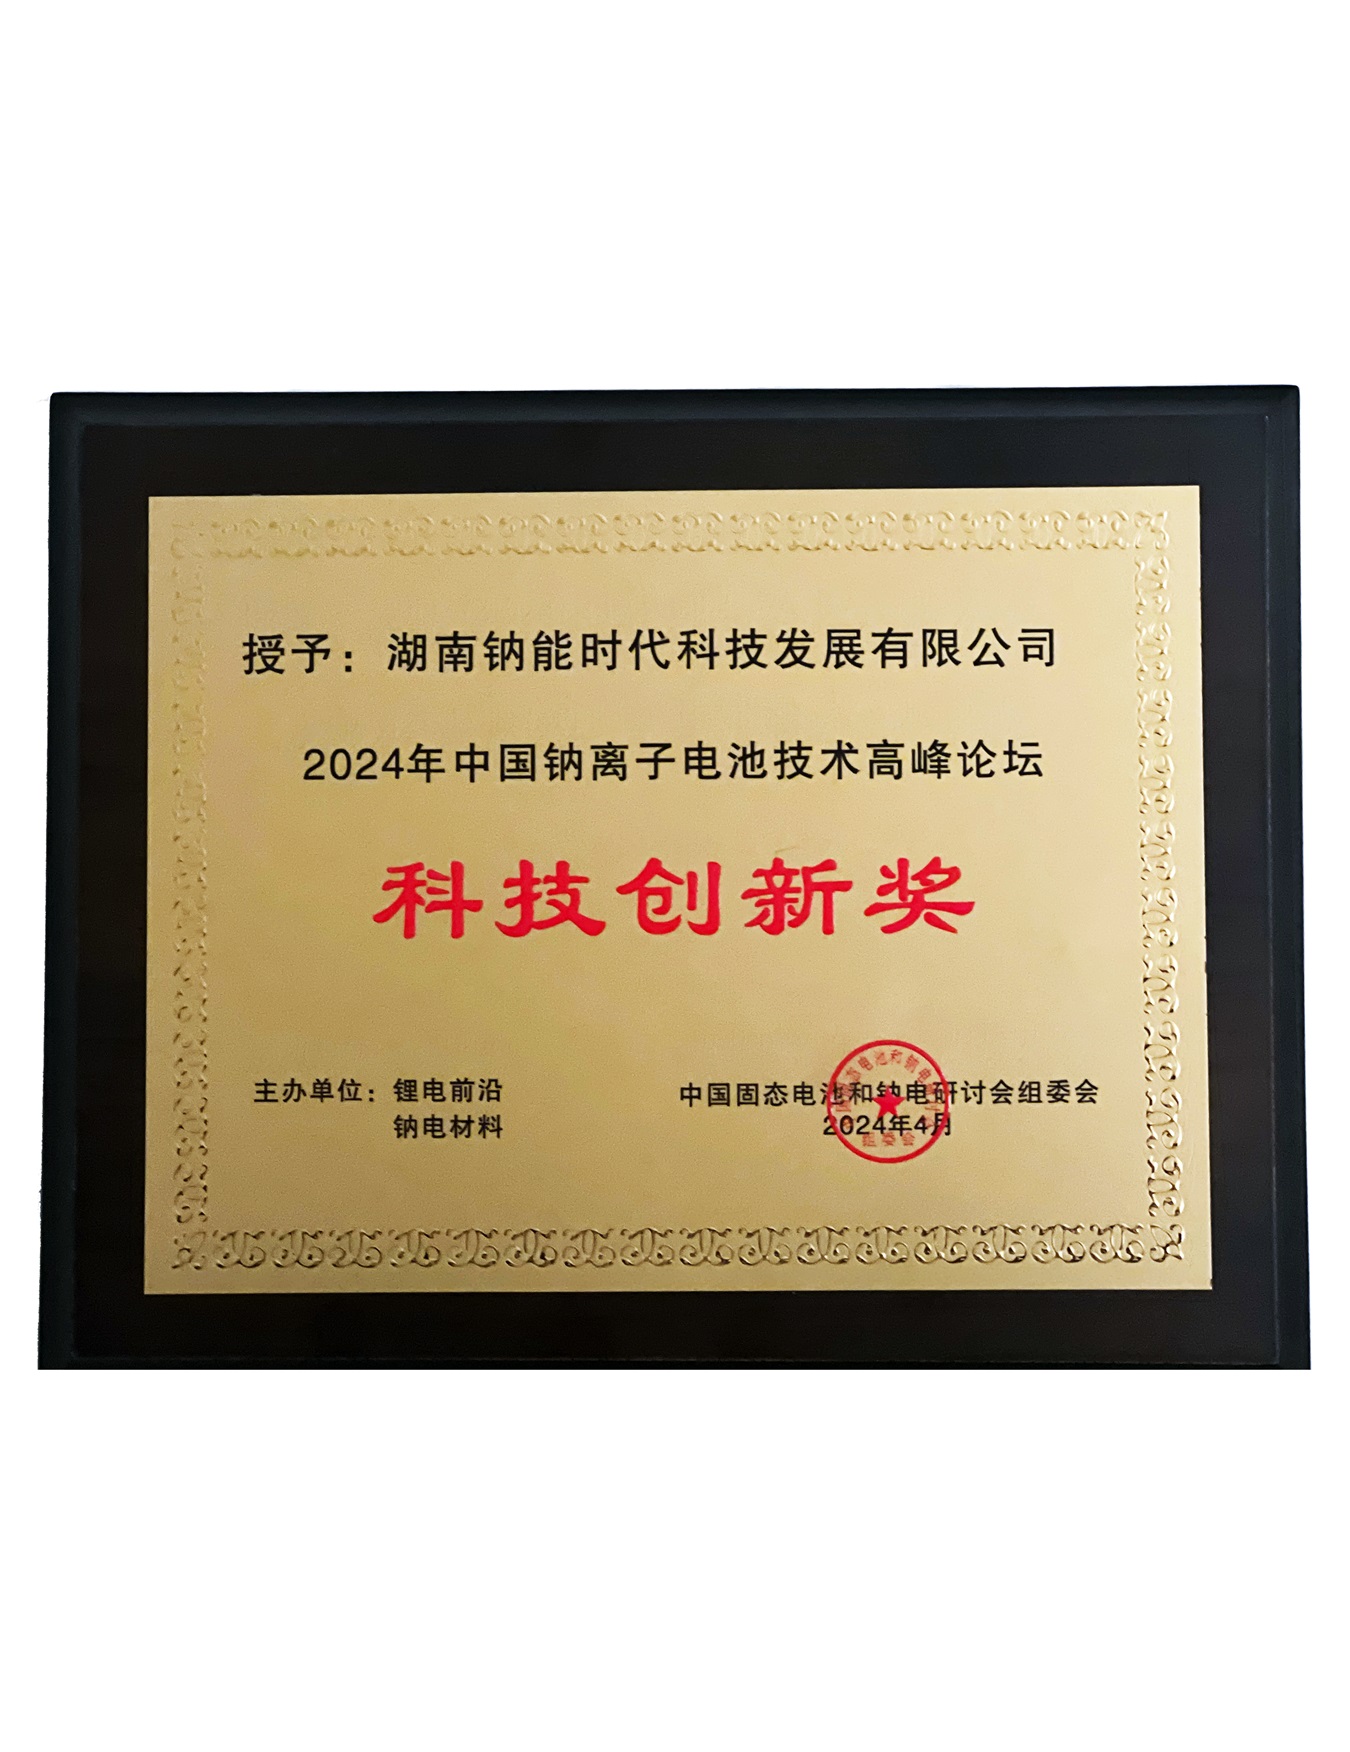 授予：湖南钠能时代科技发展有限公司
2024年中国钠离子电池技术高峰论坛
科技创新奖
主办单位：锂电前沿
钠电材料
中国固态电池和钠电研讨会组委会
2024年4月
组委会